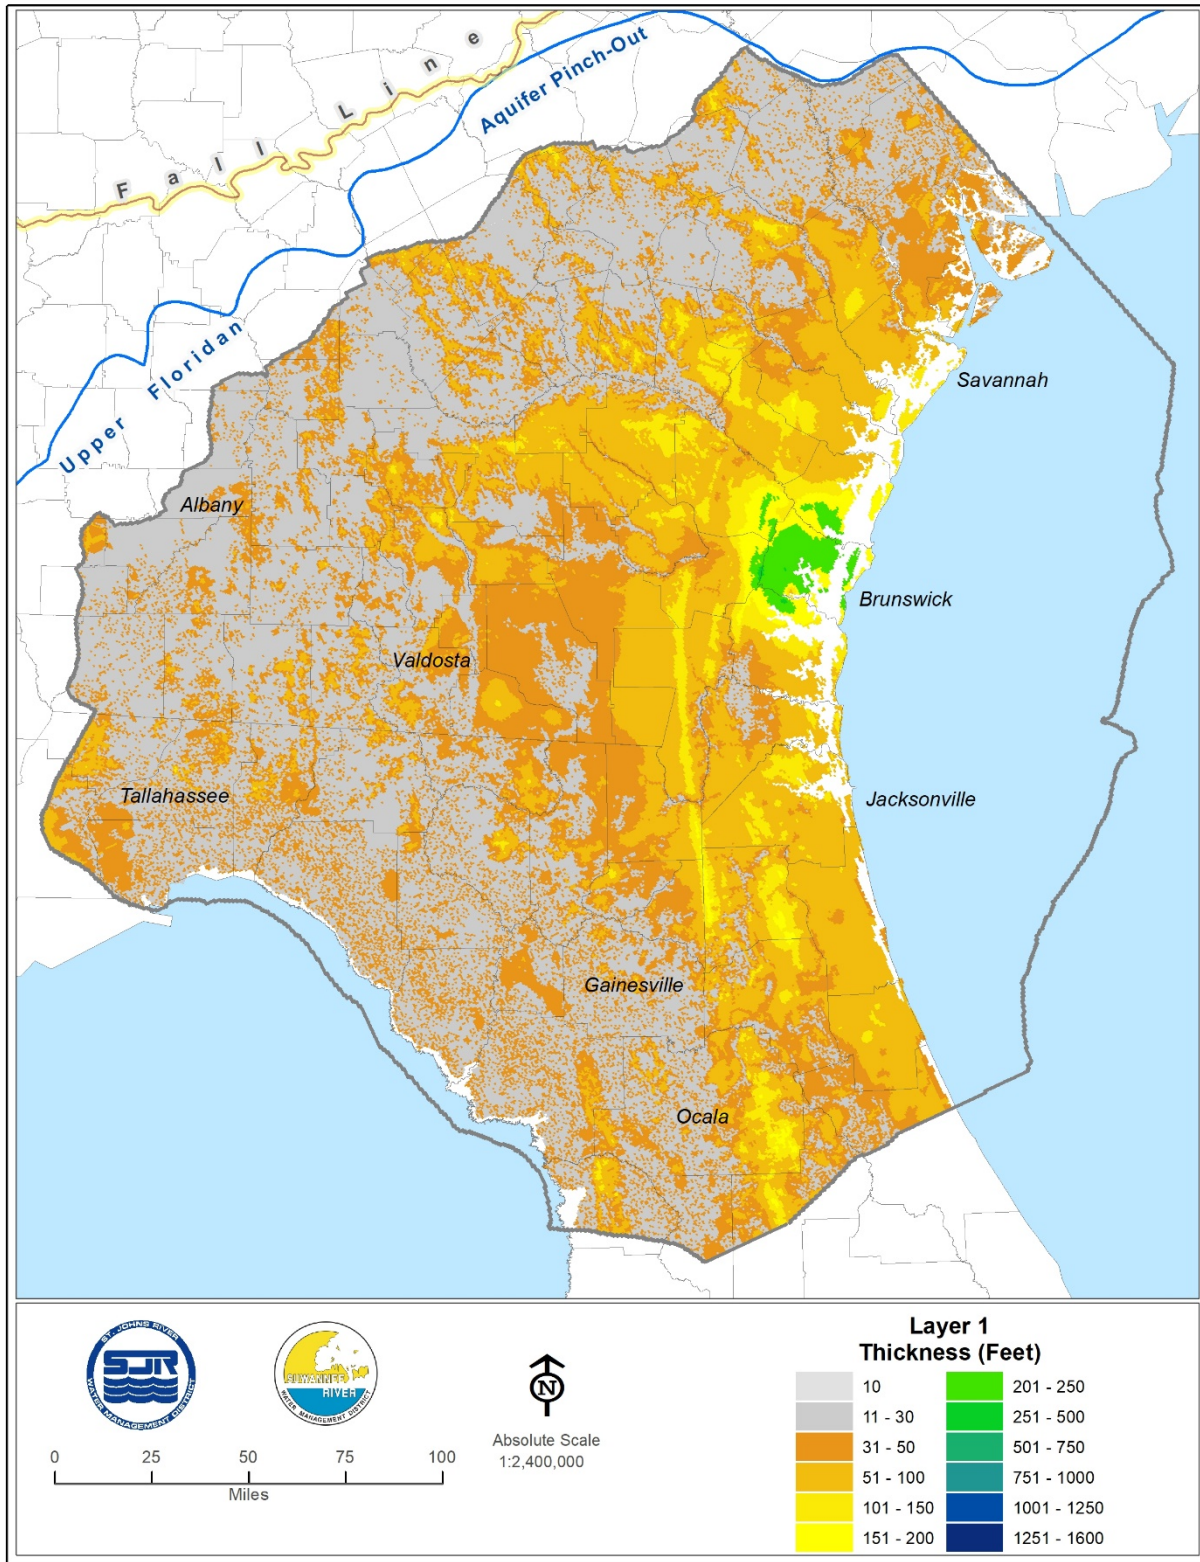 Fall Line
Aquifer Pinch-Out
Upper Floridan
Savannah
Albany
Brunswick
Valdosta
Tallahassee
Jacksonville
Gainesville
Ocala
ST. JOHNS RIVER
SJR
WATER MANAGEMENT DISTRICT
SUWANNEE
RIVER
WATER MANAGEMENT DISTRICT
N
Absolute Scale
1:2,400,000
0 25 50 75 100
Miles
Layer 1
Thickness (Feet)
10 201 - 250
11 - 30 251 - 500
31 - 50 501 - 750
51 - 100 751 - 1000
101 - 150 1001 - 1250
151 - 200 1251 - 1600